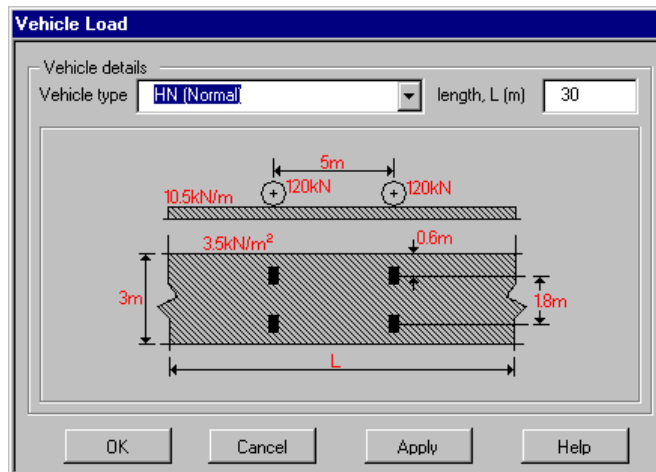 Vehicle Load
Vehicle details
Vehicle type HN (Normal) length, L (m) 30
5m
120kN 120kN
10.5kN/m
3.5kN/m² 0.6m
3m 1.8m
L
OK Cancel Apply Help